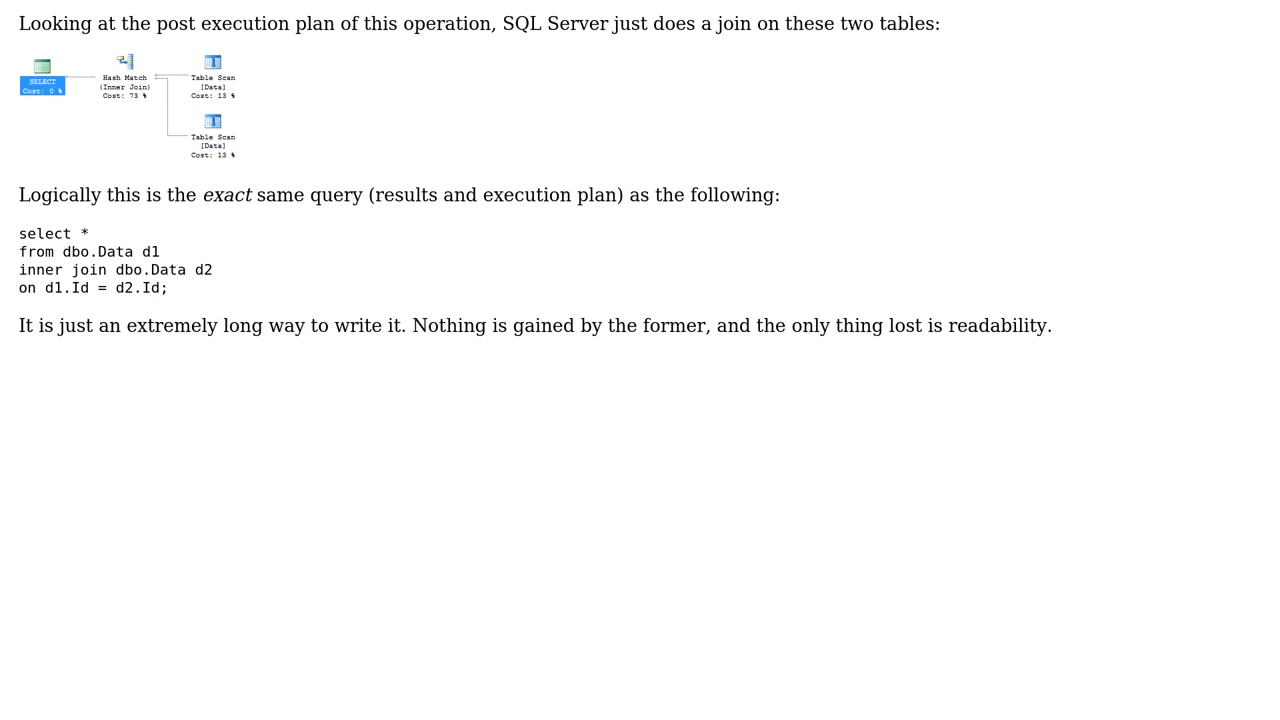 Looking at the post execution plan of this operation, SQL Server just does a join on these two tables:
SELECT
Cost: 0 %
Hash Match
(Inner Join)
Cost: 73 %
Table Scan
[Data]
Cost: 13 %
Table Scan
[Data]
Cost: 13 %
Logically this is the exact same query (results and execution plan) as the following:
select *
from dbo.Data d1
inner join dbo.Data d2
on d1.Id = d2.Id;
It is just an extremely long way to write it. Nothing is gained by the former, and the only thing lost is readability.